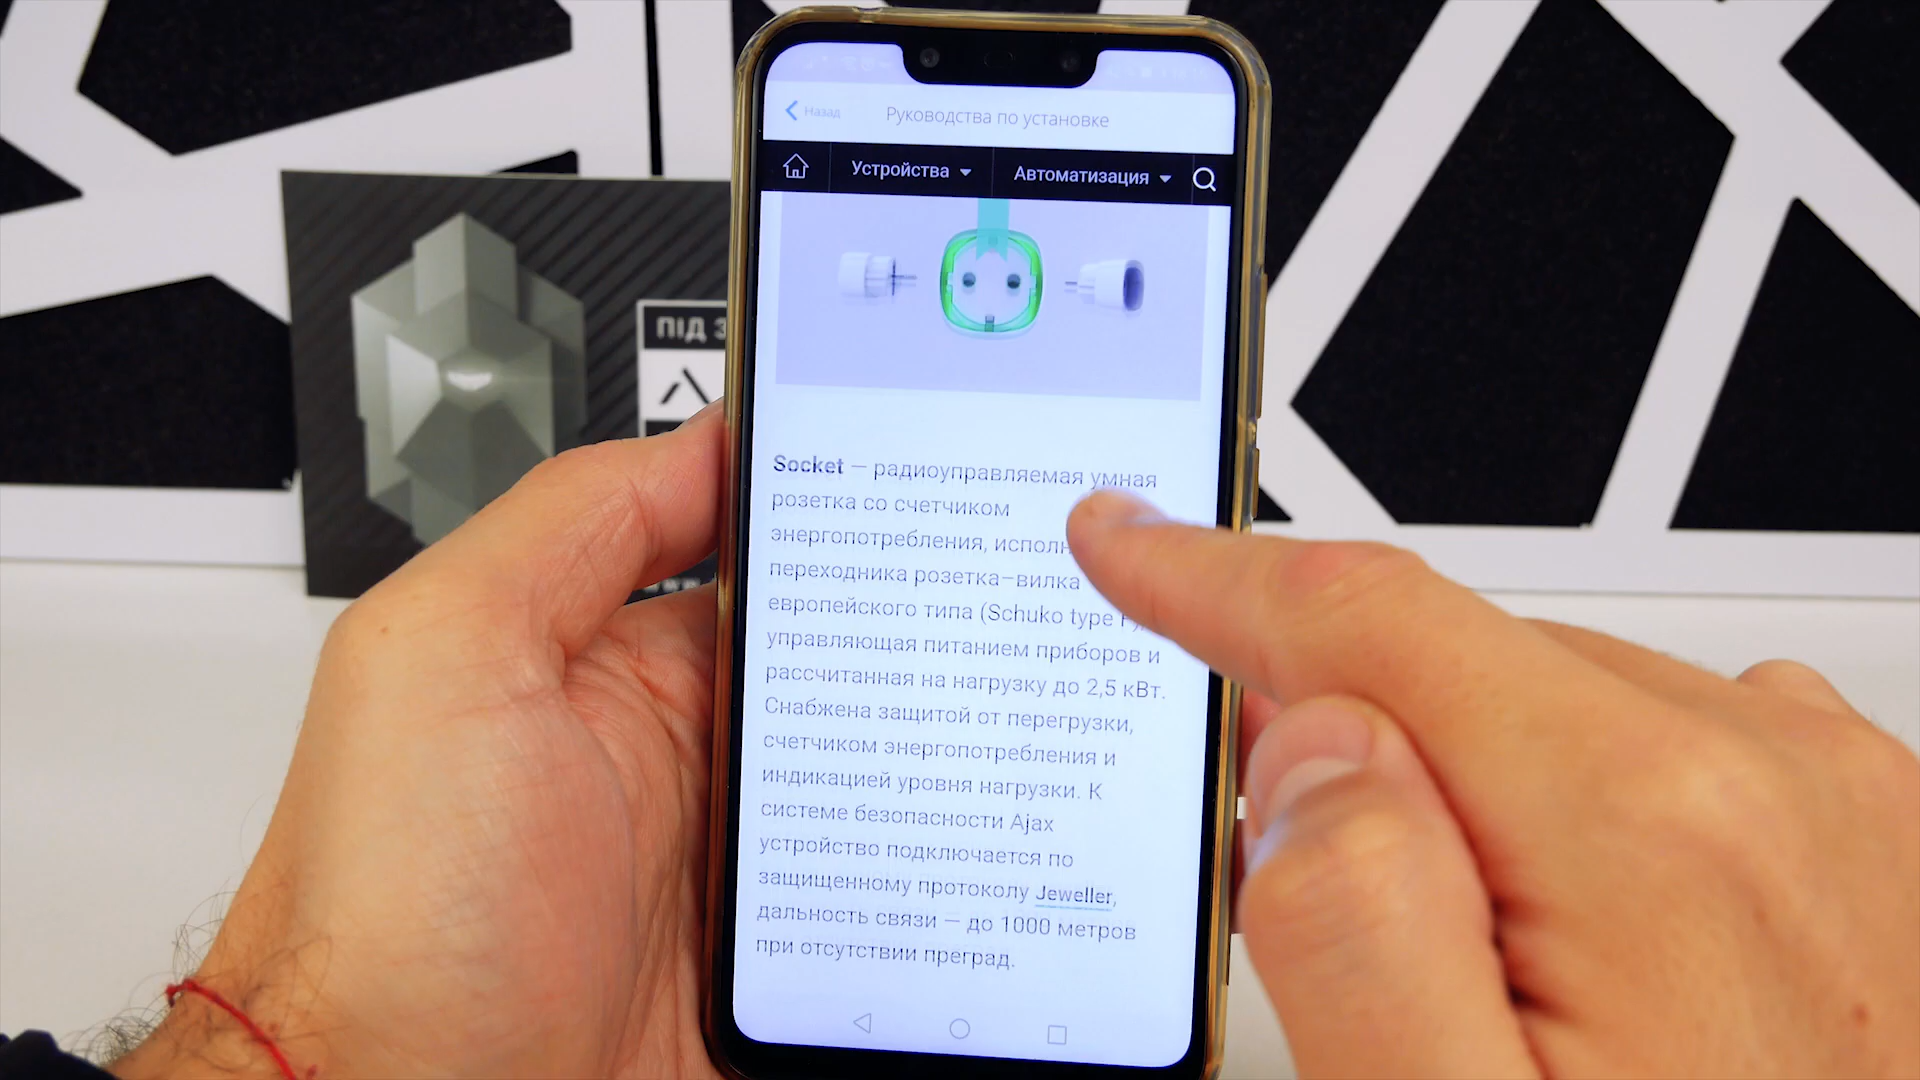 Назад
Руководства по установке
Устройства
Автоматизация
ПІД
Socket — радиоуправляемая умная
розетка со счетчиком
энергопотребления,
переходника розетка–вилка
европейского типа (Schuko type F),
управляющая питанием приборов и
рассчитанная на нагрузку до 2,5 кВт.
Снабжена защитой от перегрузки,
счетчиком энергопотребления и
индикацией уровня нагрузки. К
системе безопасности Ajax
устройство подключается по
защищенному протоколу Jeweller,
дальность связи — до 1000 метров
при отсутствии преград.